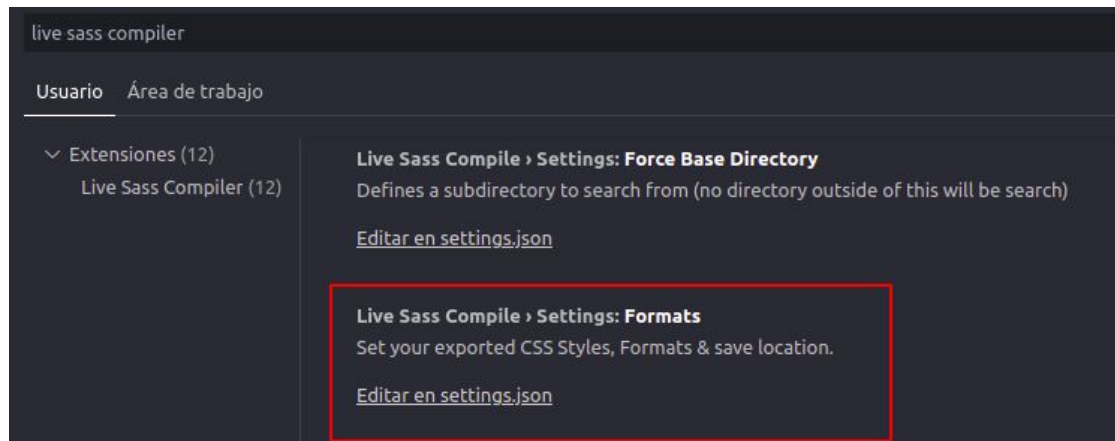 live sass compiler
Usuario Área de trabajo
Extensiones (12)
Live Sass Compiler (12)
Live Sass Compile › Settings: Force Base Directory
Defines a subdirectory to search from (no directory outside of this will be search)
Editar en settings.json
Live Sass Compile › Settings: Formats
Set your exported CSS Styles, Formats & save location.
Editar en settings.json